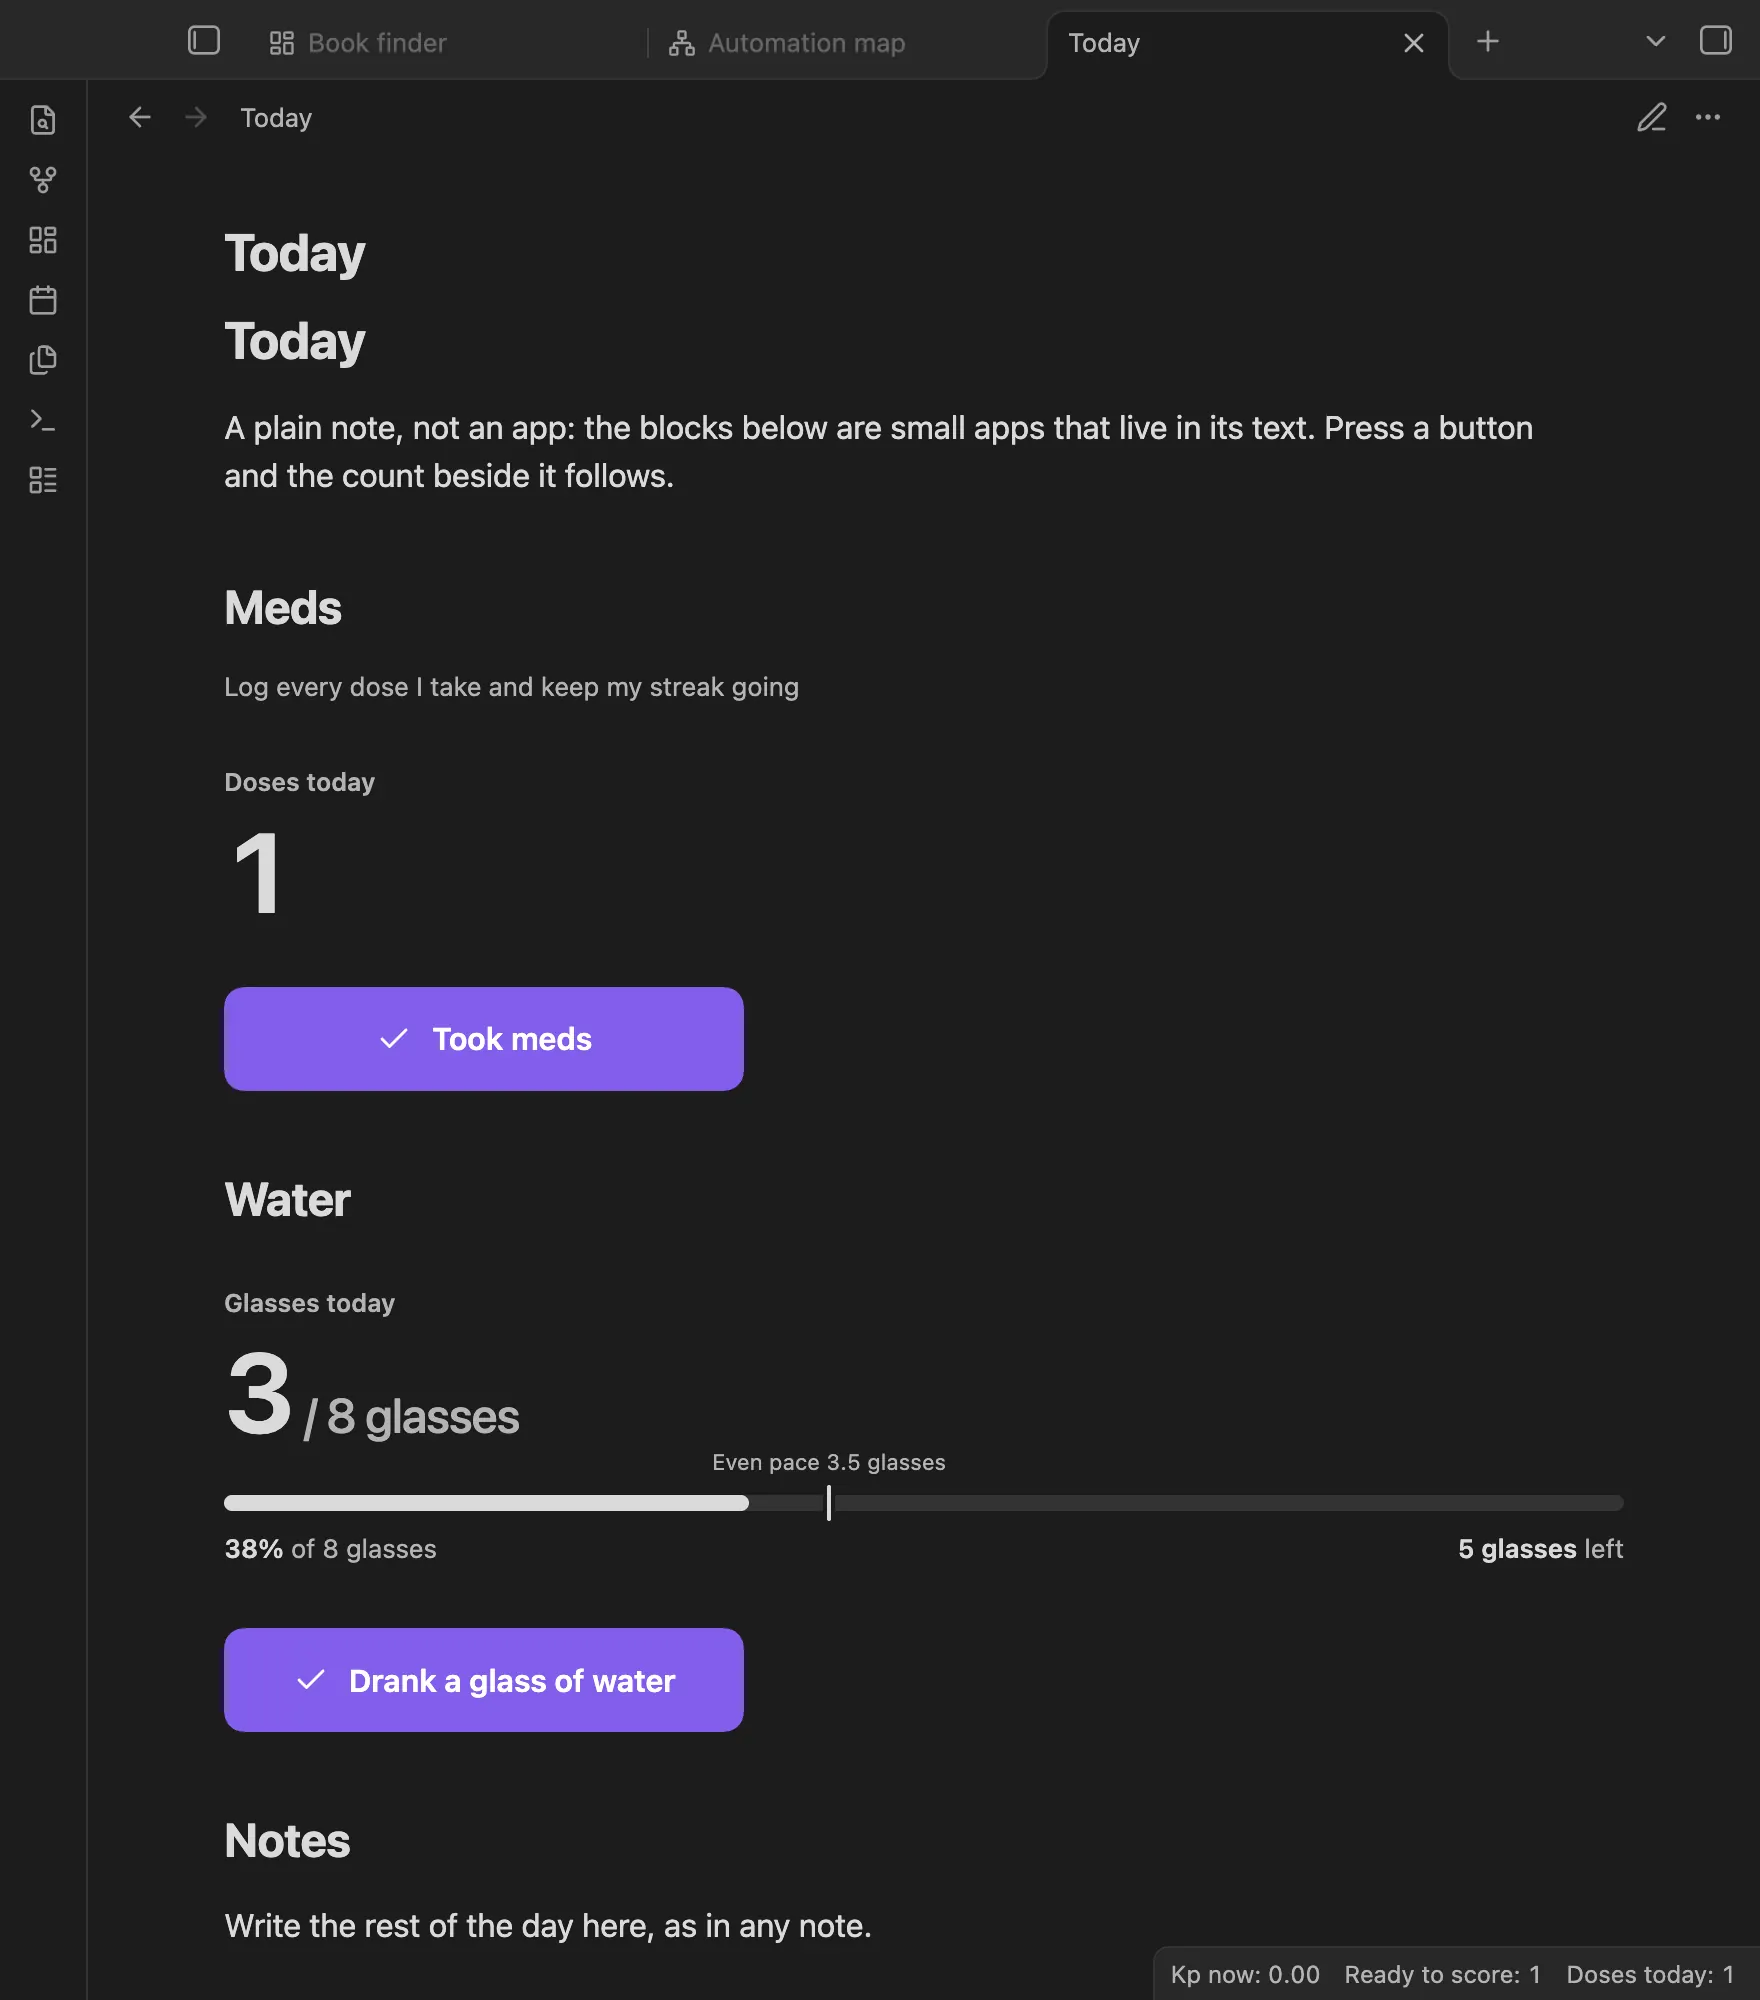 Book finder
Automation map
Today
Today
Today
Today
A plain note, not an app: the blocks below are small apps that live in its text. Press a button
and the count beside it follows.
Meds
Log every dose I take and keep my streak going
Doses today
1
Took meds
Water
Glasses today
3 / 8 glasses
Even pace 3.5 glasses
38% of 8 glasses
5 glasses left
Drank a glass of water
Notes
Write the rest of the day here, as in any note.
Kp now: 0.00 Ready to score: 1 Doses today: 1